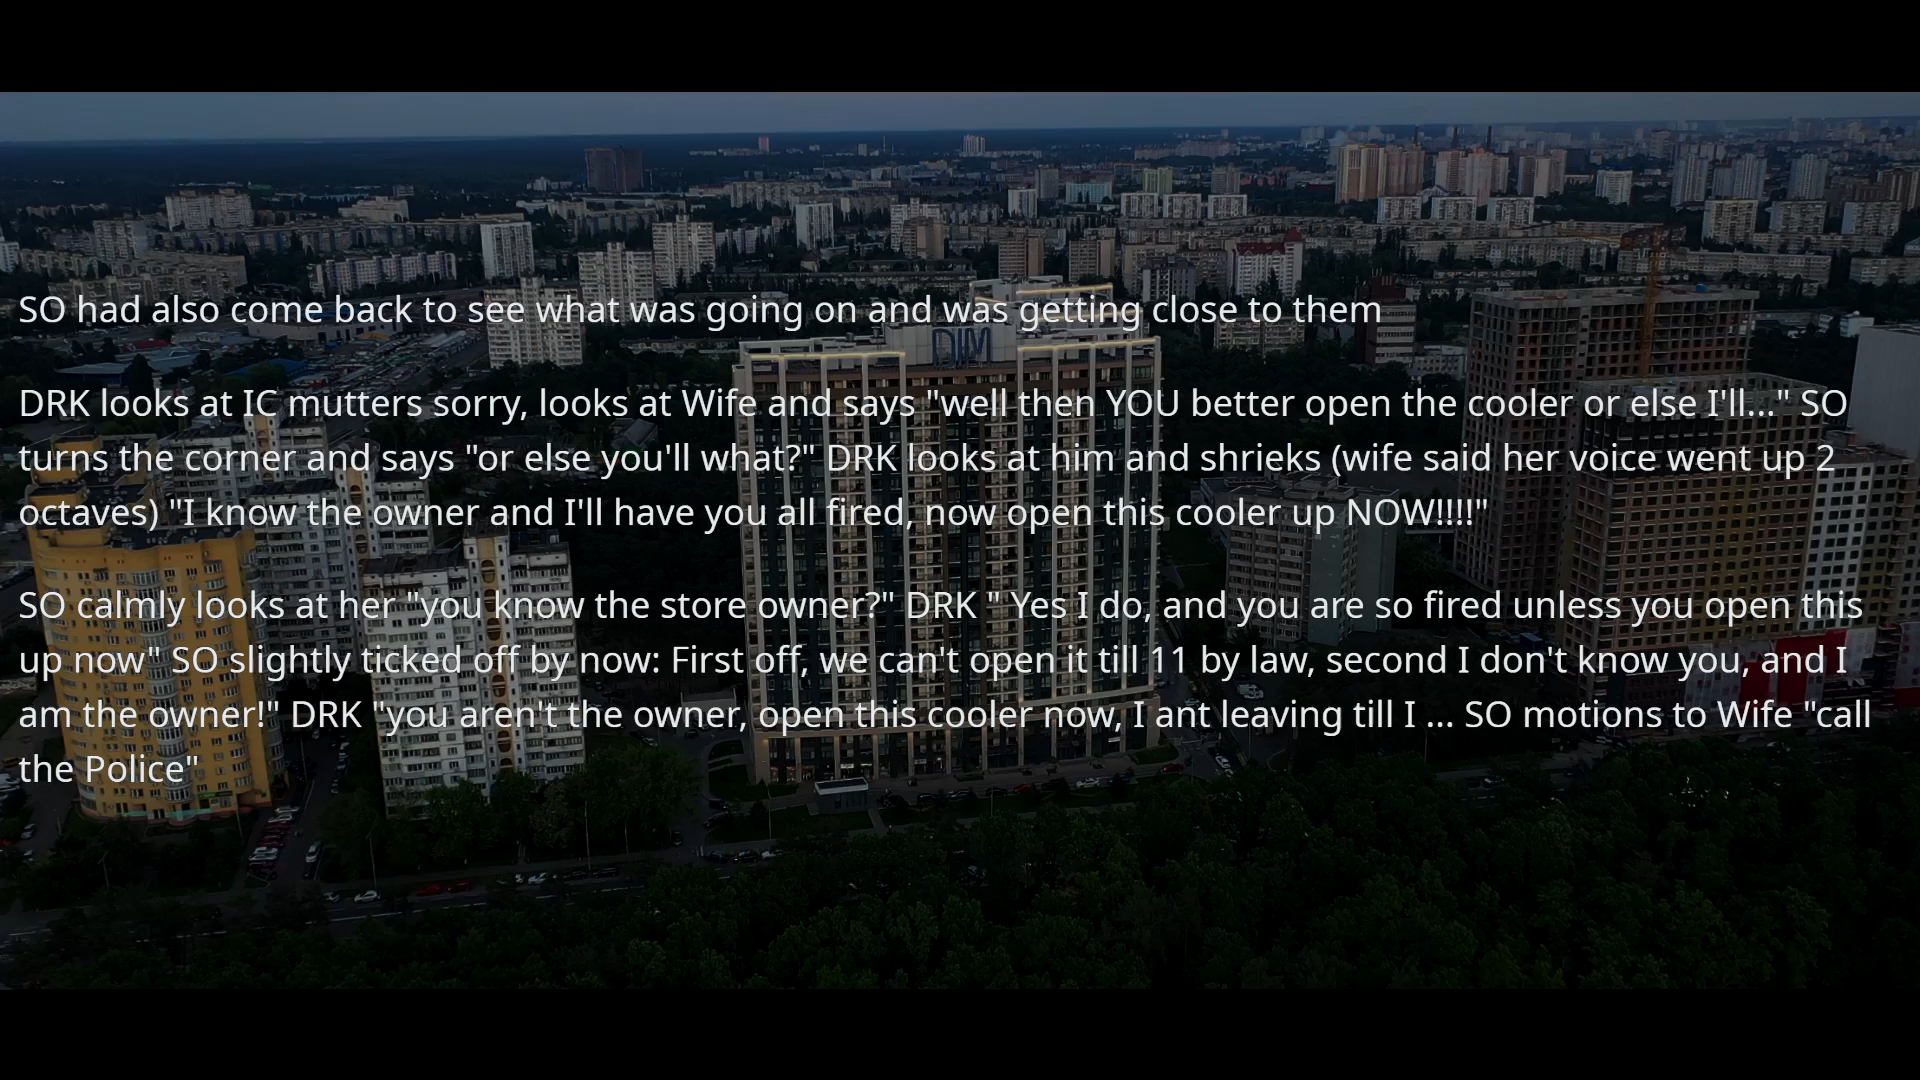 SO had also come back to see what was going on and was getting close to them
DIM
DRK looks at IC mutters sorry, looks at Wife and says "well then YOU better open the cooler or else I'll..." SO
turns the corner and says "or else you'll what?" DRK looks at him and shrieks (wife said her voice went up 2
octaves) "I know the owner and I'll have you all fired, now open this cooler up NOW!!!!"
SO calmly looks at her "you know the store owner?" DRK " Yes I do, and you are so fired unless you open this
up now" SO slightly ticked off by now: First off, we can't open it till 11 by law, second I don't know you, and I
am the owner!" DRK "you aren't the owner, open this cooler now, I ant leaving till I ... SO motions to Wife "call
the Police"